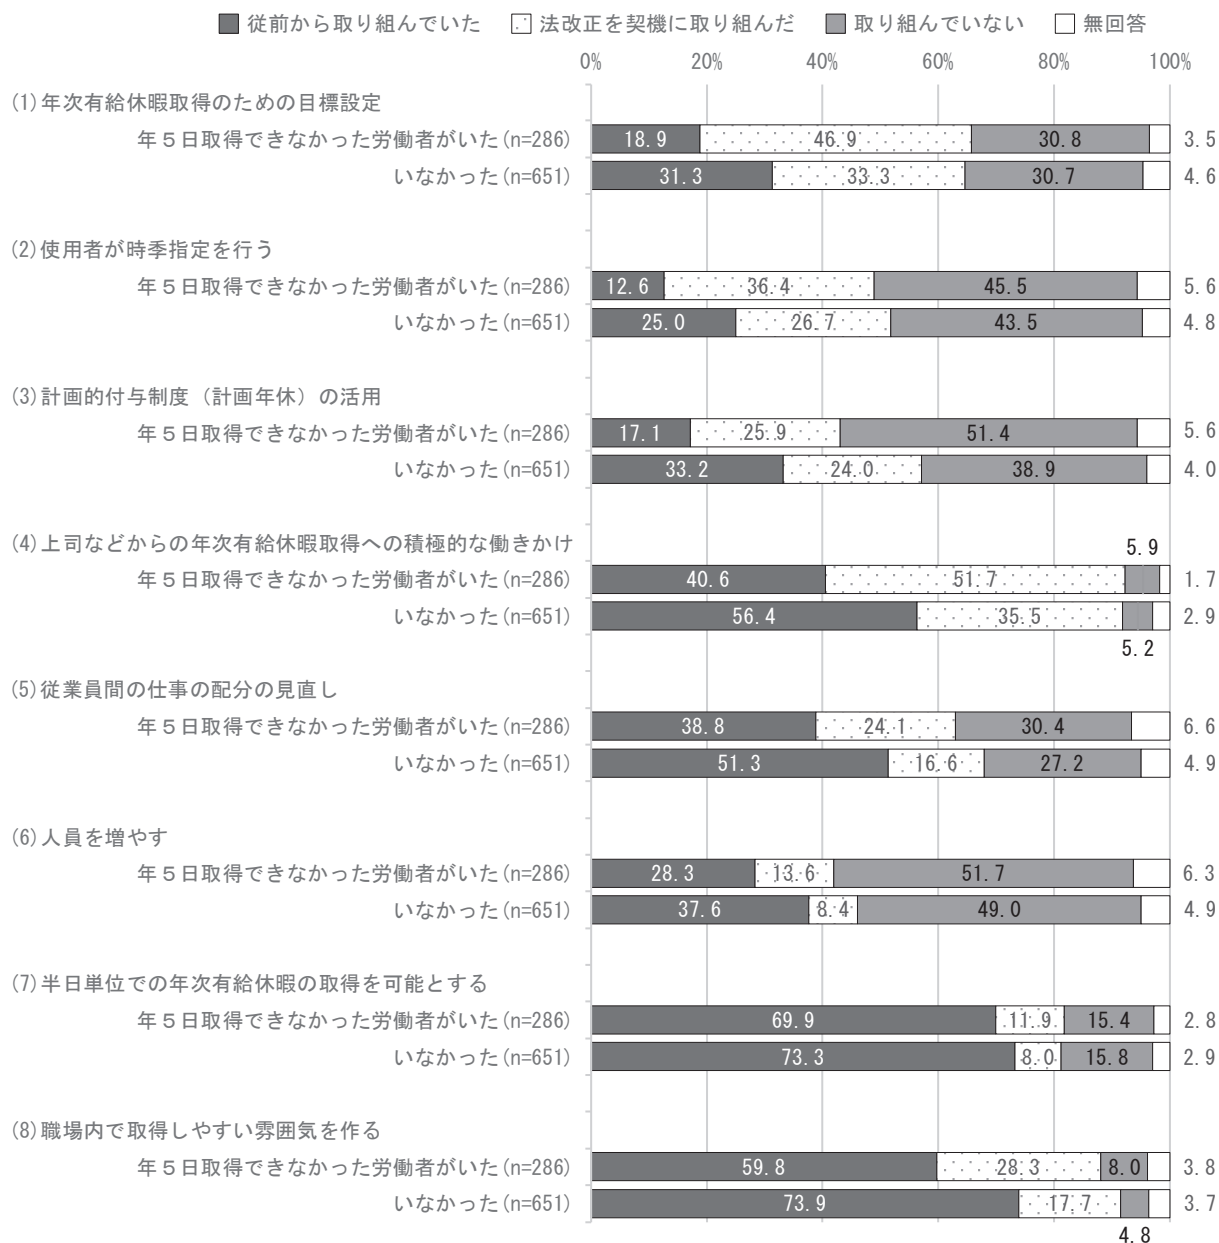 従前から取り組んでいた 法改正を契機に取り組んだ 取り組んでいない 無回答
0% 20% 40% 60% 80% 100%
(1)年次有給休暇取得のための目標設定
年５日取得できなかった労働者がいた(n=286) 18.9 46.9 30.8 3.5
いなかった(n=651) 31.3 33.3 30.7 4.6
(2)使用者が時季指定を行う
年５日取得できなかった労働者がいた(n=286) 12.6 36.4 45.5 5.6
いなかった(n=651) 25.0 26.7 43.5 4.8
(3)計画的付与制度（計画年休）の活用
年５日取得できなかった労働者がいた(n=286) 17.1 25.9 51.4 5.6
いなかった(n=651) 33.2 24.0 38.9 4.0
(4)上司などからの年次有給休暇取得への積極的な働きかけ 5.9
年５日取得できなかった労働者がいた(n=286) 40.6 51.7 1.7
いなかった(n=651) 56.4 35.5 2.9
5.2
(5)従業員間の仕事の配分の見直し
年５日取得できなかった労働者がいた(n=286) 38.8 24.1 30.4 6.6
いなかった(n=651) 51.3 16.6 27.2 4.9
(6)人員を増やす
年５日取得できなかった労働者がいた(n=286) 28.3 13.6 51.7 6.3
いなかった(n=651) 37.6 8.4 49.0 4.9
(7)半日単位での年次有給休暇の取得を可能とする
年５日取得できなかった労働者がいた(n=286) 69.9 11.9 15.4 2.8
いなかった(n=651) 73.3 8.0 15.8 2.9
(8)職場内で取得しやすい雰囲気を作る
年５日取得できなかった労働者がいた(n=286) 59.8 28.3 8.0 3.8
いなかった(n=651) 73.9 17.7 3.7
4.8